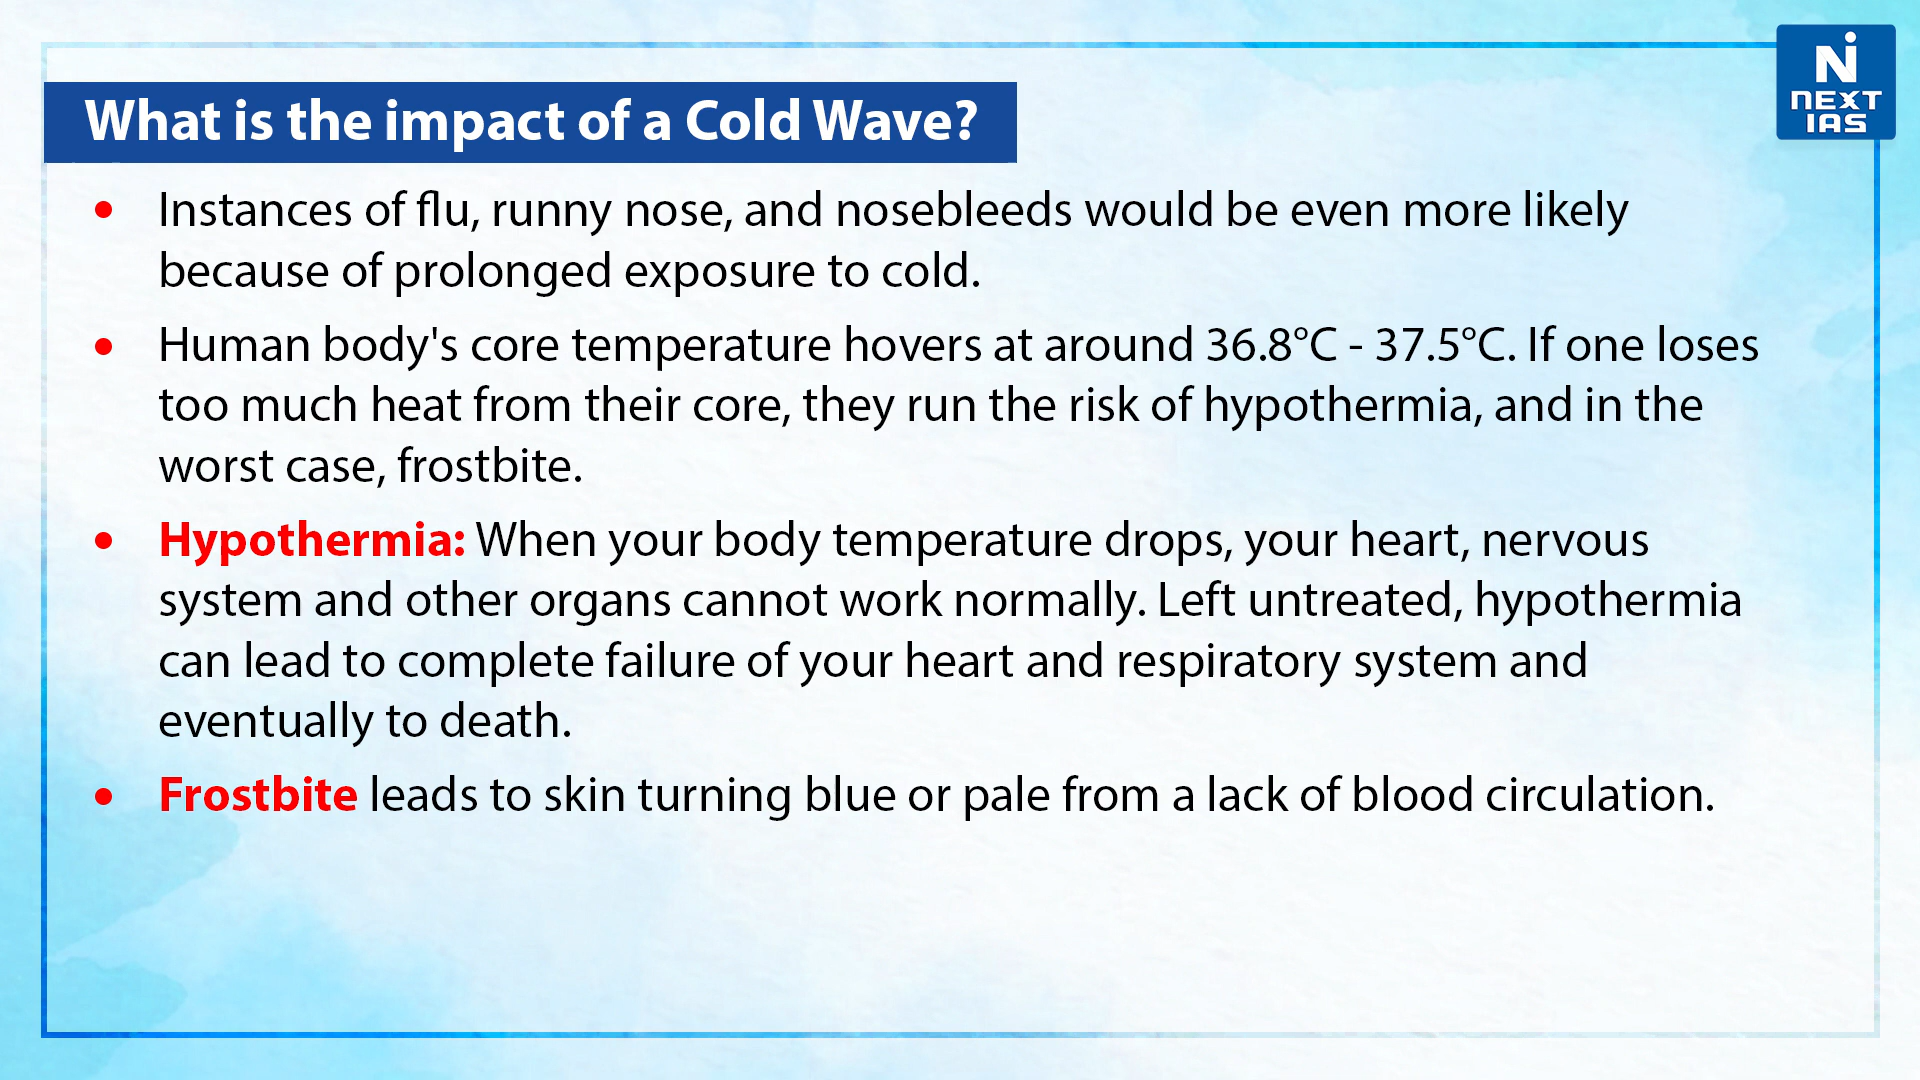 NEXT
IAS
What is the impact of a Cold Wave?
• Instances of flu, runny nose, and nosebleeds would be even more likely
because of prolonged exposure to cold.
• Human body's core temperature hovers at around 36.8°C - 37.5°C. If one loses
too much heat from their core, they run the risk of hypothermia, and in the
worst case, frostbite.
• Hypothermia: When your body temperature drops, your heart, nervous
system and other organs cannot work normally. Left untreated, hypothermia
can lead to complete failure of your heart and respiratory system and
eventually to death.
• Frostbite leads to skin turning blue or pale from a lack of blood circulation.